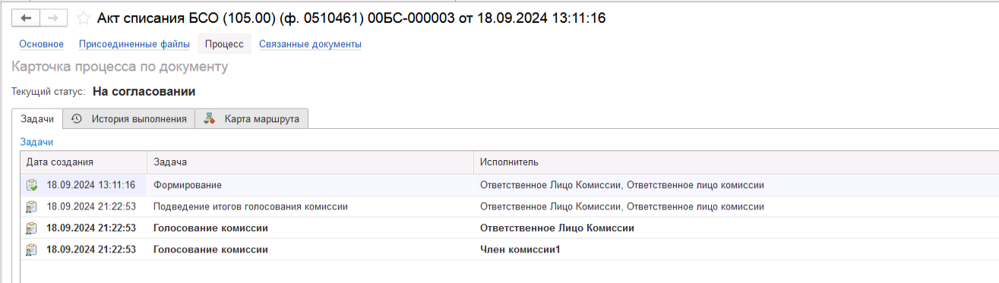 Акт списания БСО (105.00) (ф. 0510461) 00БС-000003 от 18.09.2024 13:11:16
Основное Присоединенные файлы Процесс Связанные документы
Карточка процесса по документу
Текущий статус: На согласовании
Задачи История выполнения Карта маршрута
Задачи
Дата создания Задача Исполнитель
18.09.2024 13:11:16 Формирование Ответственное Лицо Комиссии, Ответственное лицо комиссии
18.09.2024 21:22:53 Подведение итогов голосования комиссии Ответственное Лицо Комиссии, Ответственное лицо комиссии
18.09.2024 21:22:53 Голосование комиссии Ответственное Лицо Комиссии
18.09.2024 21:22:53 Голосование комиссии Член комиссии1